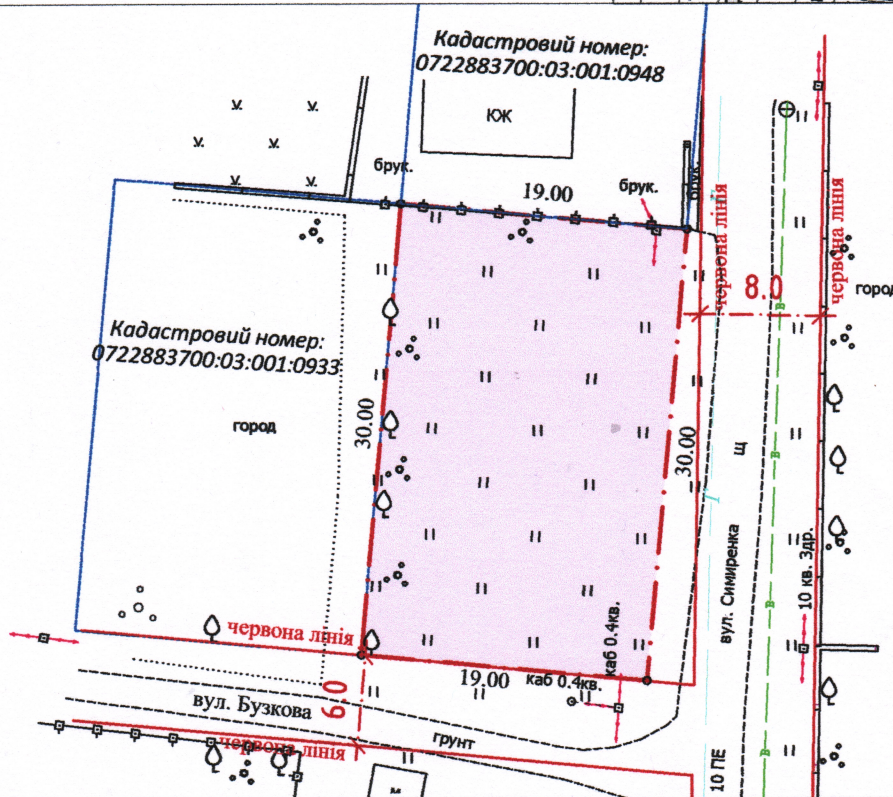 Кадастровий номер:
0722883700:03:001:0948
КЖ
брук.
19.00
брук.
брук.
червона лінія
червона лінія
8.0
город
Кадастровий номер:
0722883700:03:001:0933
город
30.00
30.00
щ
Г
вул. Симиренка
10 кв. 3др.
в
в
в
в
червона лінія
каб 0.4кв.
19.00
каб 0.4кв.
6.0
вул. Бузкова
грунт
червона лінія
10 ПЕ
м